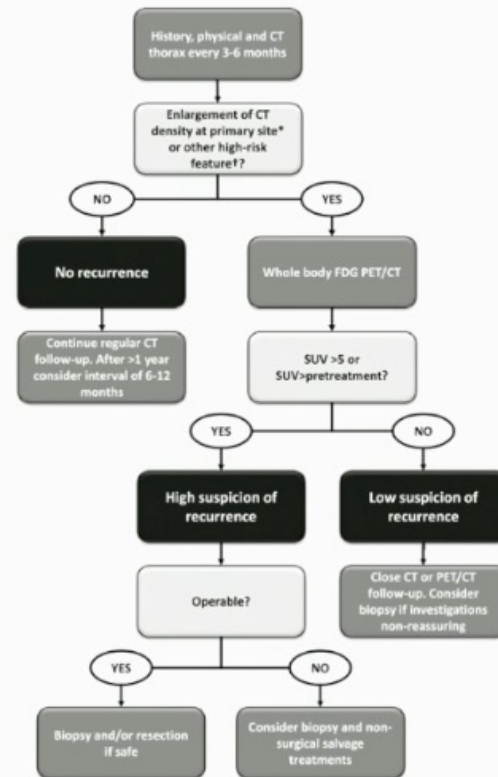 History, physical and CT
thorax every 3-6 months
Enlargement of CT
density at primary site*
or other high-risk
feature†?
NO
YES
No recurrence
Whole body FDG PET/CT
Continue regular CT
follow-up. After >1 year
consider interval of 6-12
months
SUV >5 or
SUV>pretreatment?
YES
NO
High suspicion of
recurrence
Low suspicion of
recurrence
Operable?
Close CT or PET/CT
follow-up. Consider
biopsy if investigations
non-reassuring
YES
NO
Biopsy and/or resection
if safe
Consider biopsy and non-
surgical salvage
treatments